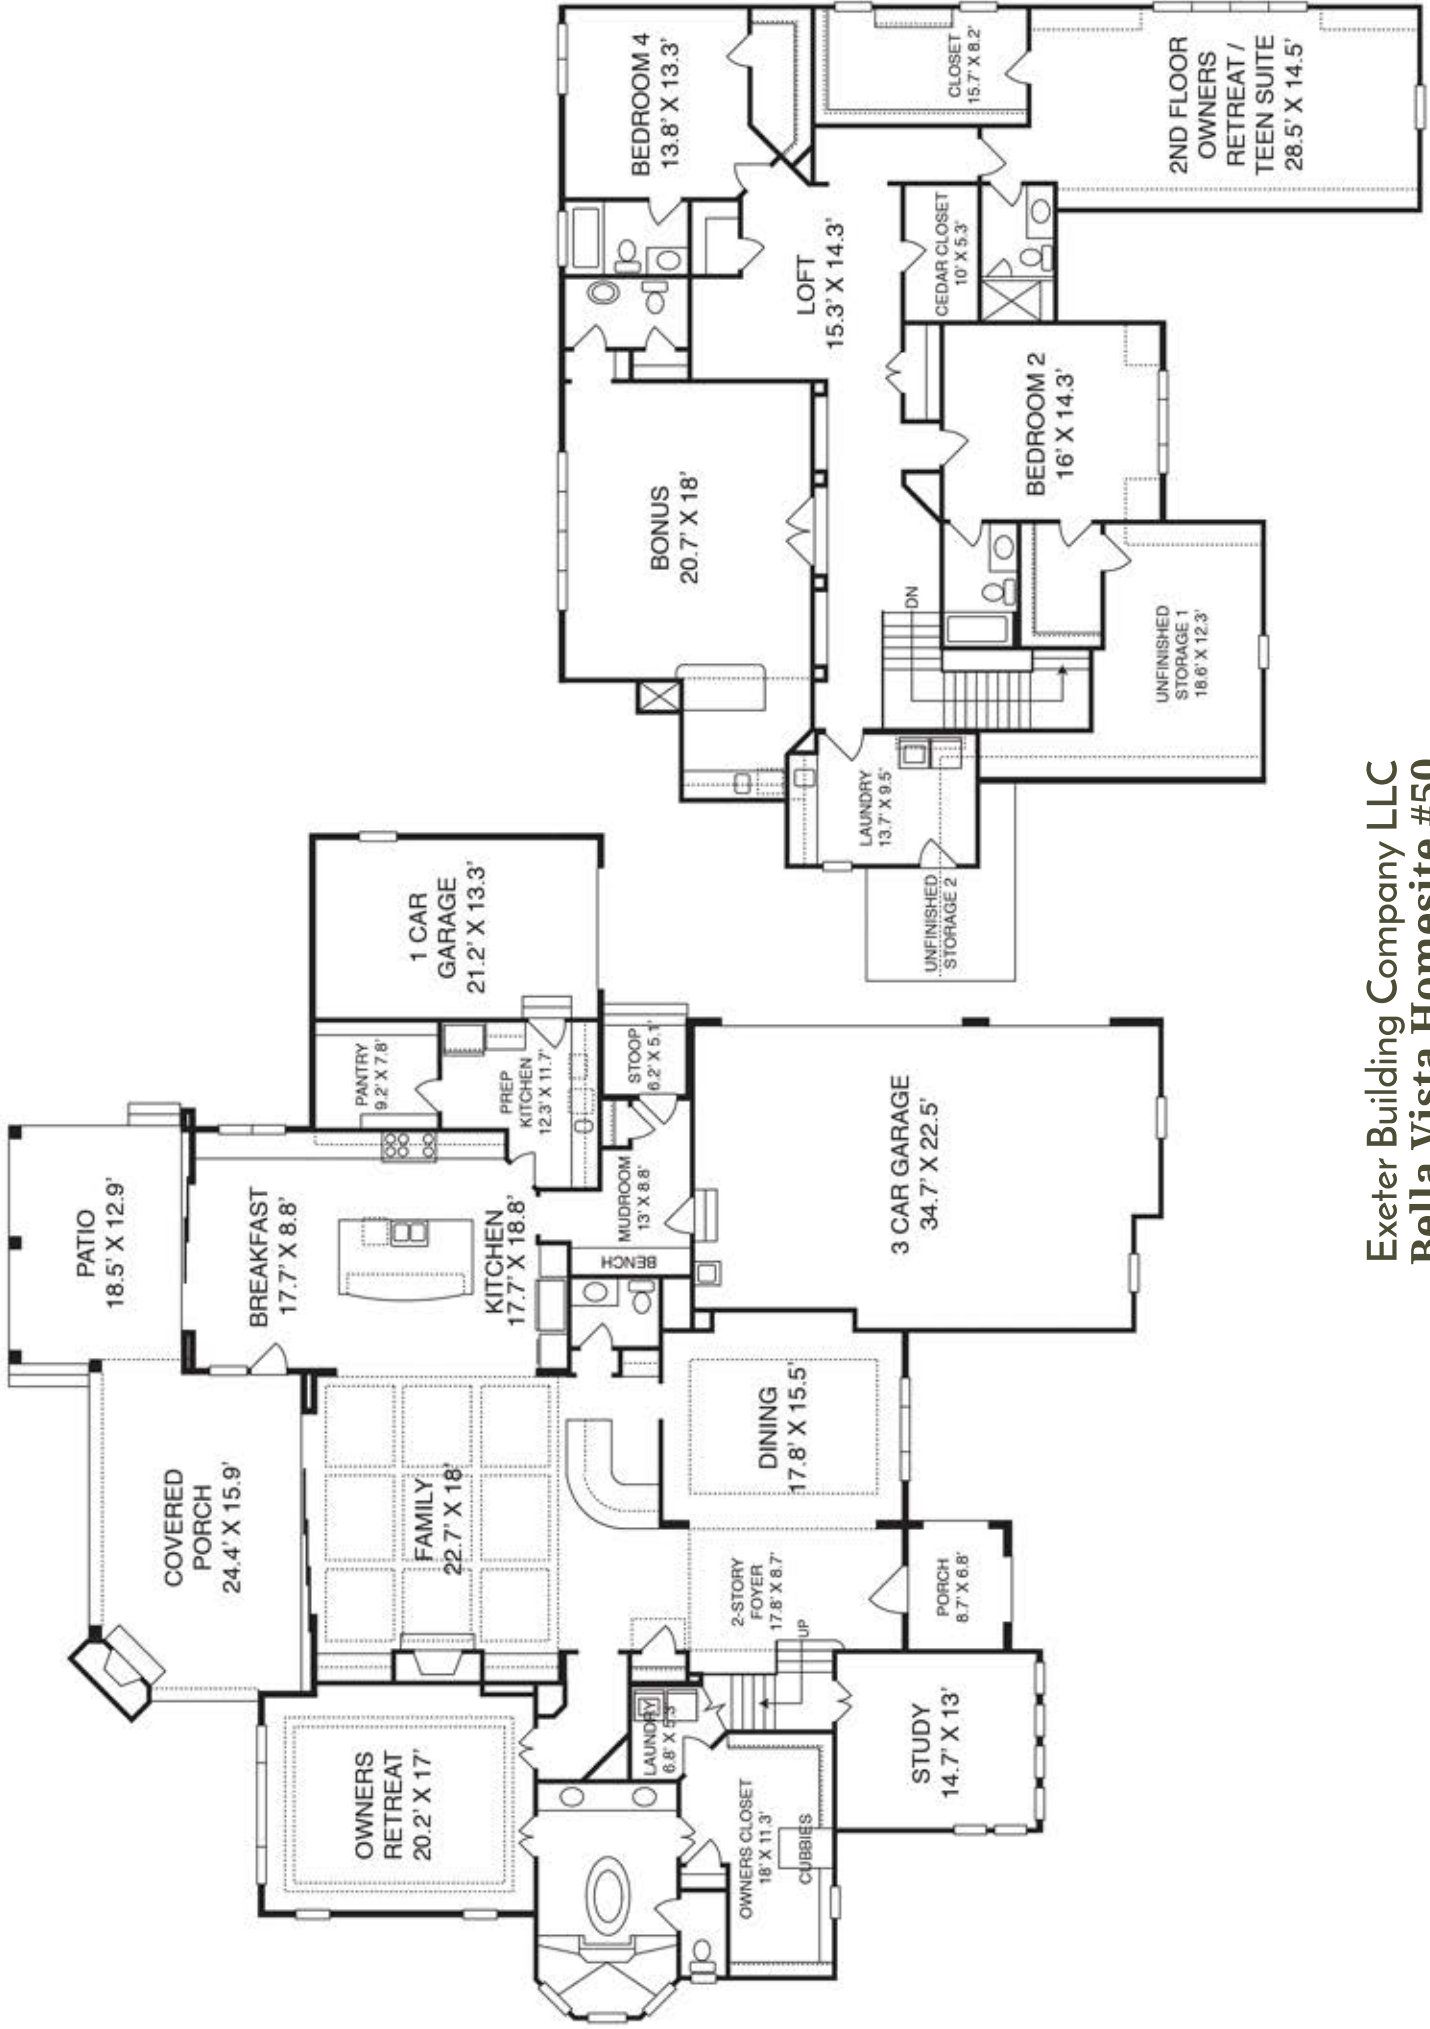 PATIO
18.5' X 12.9'
COVERED
PORCH
24.4' X 15.9'
BREAKFAST
17.7' X 8.8'
KITCHEN
17.7' X 18.8'
FAMILY
22.7' X 18'
OWNERS
RETREAT
20.2' X 17'
PANTRY
9.2' X 7.8'
PREP
KITCHEN
12.3' X 11.7'
1 CAR
GARAGE
21.2' X 13.3'
STOOP
6.2' X 5.1'
MUDROOM
13' X 8.8'
BENCH
3 CAR GARAGE
34.7' X 22.5'
DINING
17.8' X 15.5'
2-STORY
FOYER
17.8' X 8.7'
UP
PORCH
8.7' X 6.8'
LAUNDRY
6.8' X 5.3'
OWNERS CLOSET
18' X 11.3'
CUBBIES
STUDY
14.7' X 13'
BEDROOM 4
13.8' X 13.3'
CLOSET
15.7' X 8.2'
2ND FLOOR
OWNERS
RETREAT /
TEEN SUITE
28.5' X 14.5'
LOFT
15.3' X 14.3'
CEDAR CLOSET
10' X 5.3'
BONUS
20.7' X 18'
BEDROOM 2
16' X 14.3'
DN
UNFINISHED
STORAGE 1
18.6' X 12.3'
LAUNDRY
13.7' X 9.5'
UNFINISHED
STORAGE 2
Exeter Building Company LLC
Bella Vista Homesite #50